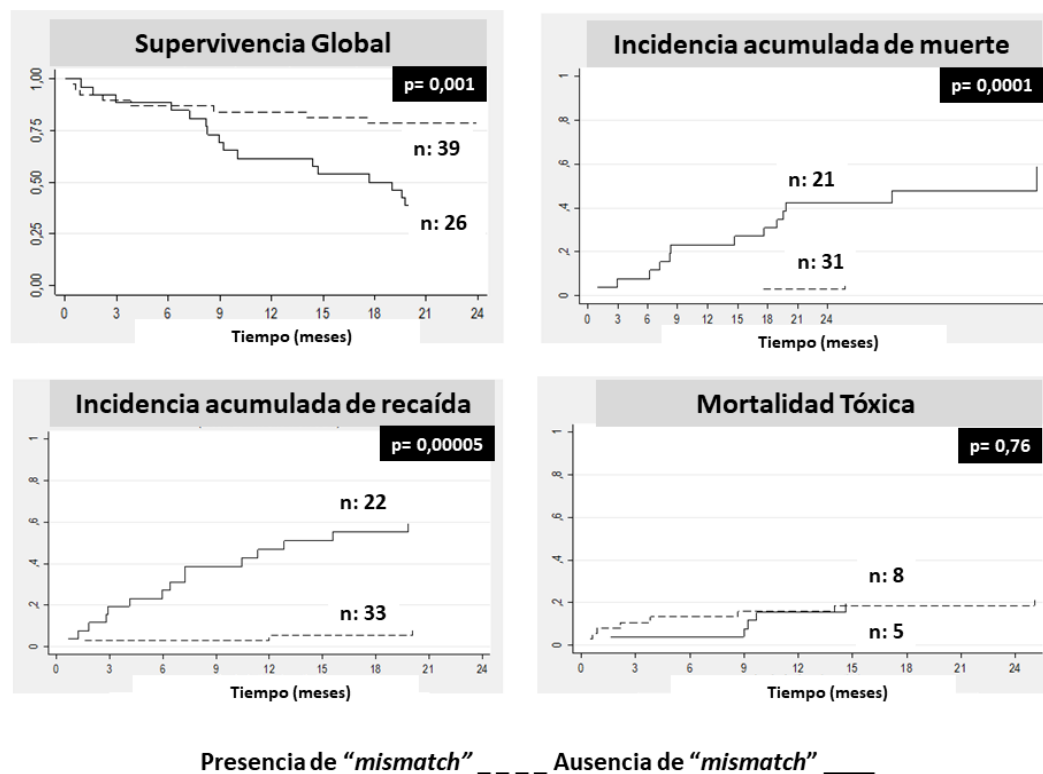 Supervivencia Global
p= 0,001
1,00
0,75
0,50
0,25
0,00
n: 39
n: 26
0 3 6 9 12 15 18 21 24
Tiempo (meses)
Incidencia acumulada de muerte
p= 0,0001
1
,8
,6
,4
,2
0
n: 21
n: 31
0 3 6 9 12 15 18 21 24
Tiempo (meses)
Incidencia acumulada de recaída
p= 0,00005
1
,8
,6
,4
,2
0
n: 22
n: 33
0 3 6 9 12 15 18 21 24
Tiempo (meses)
Mortalidad Tóxica
p= 0,76
1
,8
,6
,4
,2
0
n: 8
n: 5
0 3 6 9 12 15 18 21 24
Tiempo (meses)
Presencia de “mismatch” _ _ _ _ Ausencia de “mismatch” ____